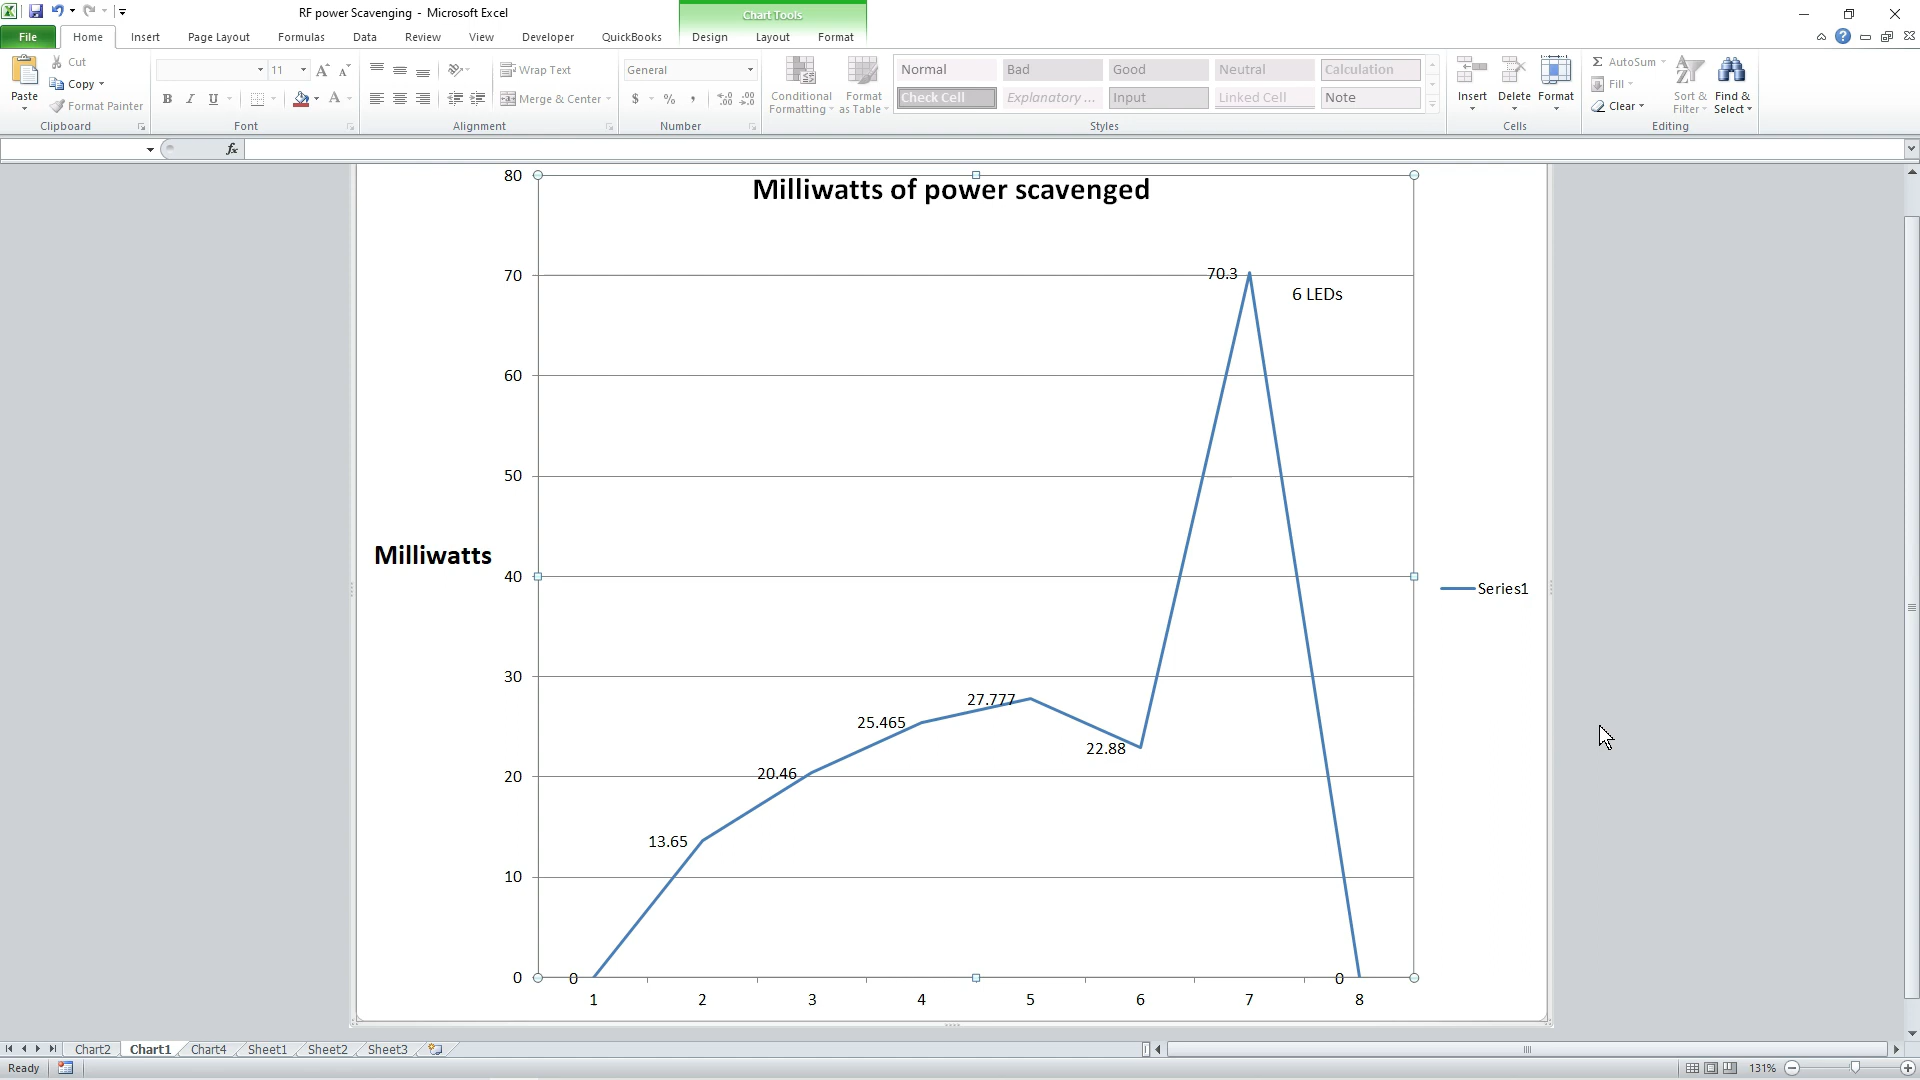 RF power Scavenging - Microsoft Excel
Chart Tools
File Home Insert Page Layout Formulas Data Review View Developer QuickBooks Design Layout Format
Paste
Cut
Copy
Format Painter
Clipboard
11
B I U
Font
Wrap Text
Merge & Center
Alignment
General
$ % ,
Number
Conditional Formatting
Format as Table
Normal Bad Good Neutral Calculation
Check Cell Explanatory ... Input Linked Cell Note
Styles
Insert Delete Format
Cells
AutoSum
Fill
Clear
Sort & Filter
Find & Select
Editing
fx
Milliwatts of power scavenged
80
70
60
50
40
30
20
10
0
Milliwatts
70.3
6 LEDs
27.777
25.465
22.88
20.46
13.65
0
0
Series1
1 2 3 4 5 6 7 8
Chart2 Chart1 Chart4 Sheet1 Sheet2 Sheet3
Ready
131%